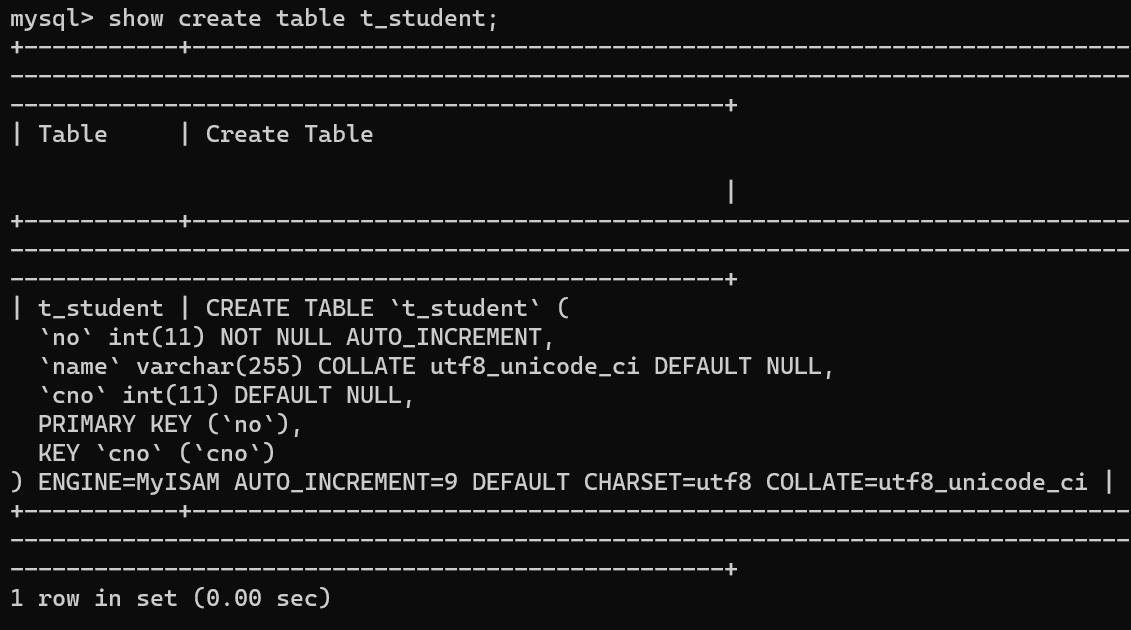 mysql> show create table t_student;
+-----------+-------------------------------------------------------------------
--------------------------------------------------------------------------------
---------------------------------------------------+
| Table     | Create Table
                                                   |
+-----------+-------------------------------------------------------------------
--------------------------------------------------------------------------------
---------------------------------------------------+
| t_student | CREATE TABLE `t_student` (
  `no` int(11) NOT NULL AUTO_INCREMENT,
  `name` varchar(255) COLLATE utf8_unicode_ci DEFAULT NULL,
  `cno` int(11) DEFAULT NULL,
  PRIMARY KEY (`no`),
  KEY `cno` (`cno`)
) ENGINE=MyISAM AUTO_INCREMENT=9 DEFAULT CHARSET=utf8 COLLATE=utf8_unicode_ci |
+-----------+-------------------------------------------------------------------
--------------------------------------------------------------------------------
---------------------------------------------------+
1 row in set (0.00 sec)